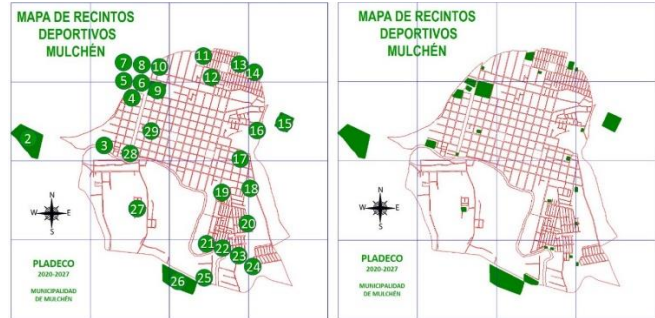 MAPA DE RECINTOS
DEPORTIVOS
MULCHÉN
7 8 10 11 13
5 6 9 12 14
4
2 29 16 15
3 28 17
27 19 18
20
21 22 23
24
26 25
N
W E
S
PLADECO
2020-2027
MUNICIPALIDAD
DE MULCHÉN
MAPA DE RECINTOS
DEPORTIVOS
MULCHÉN
N
W E
S
PLADECO
2020-2027
MUNICIPALIDAD
DE MULCHÉN